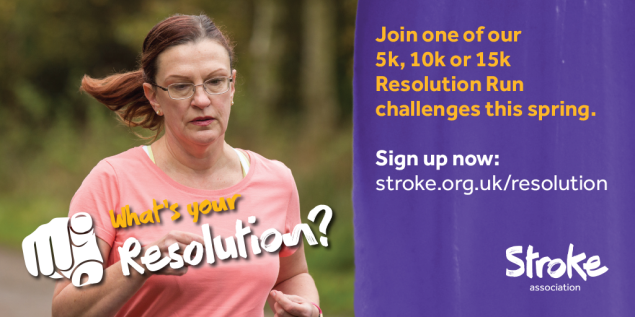 What's your
Resolution?
Join one of our
5k, 10k or 15k
Resolution Run
challenges this spring.
Sign up now:
stroke.org.uk/resolution
Stroke
association